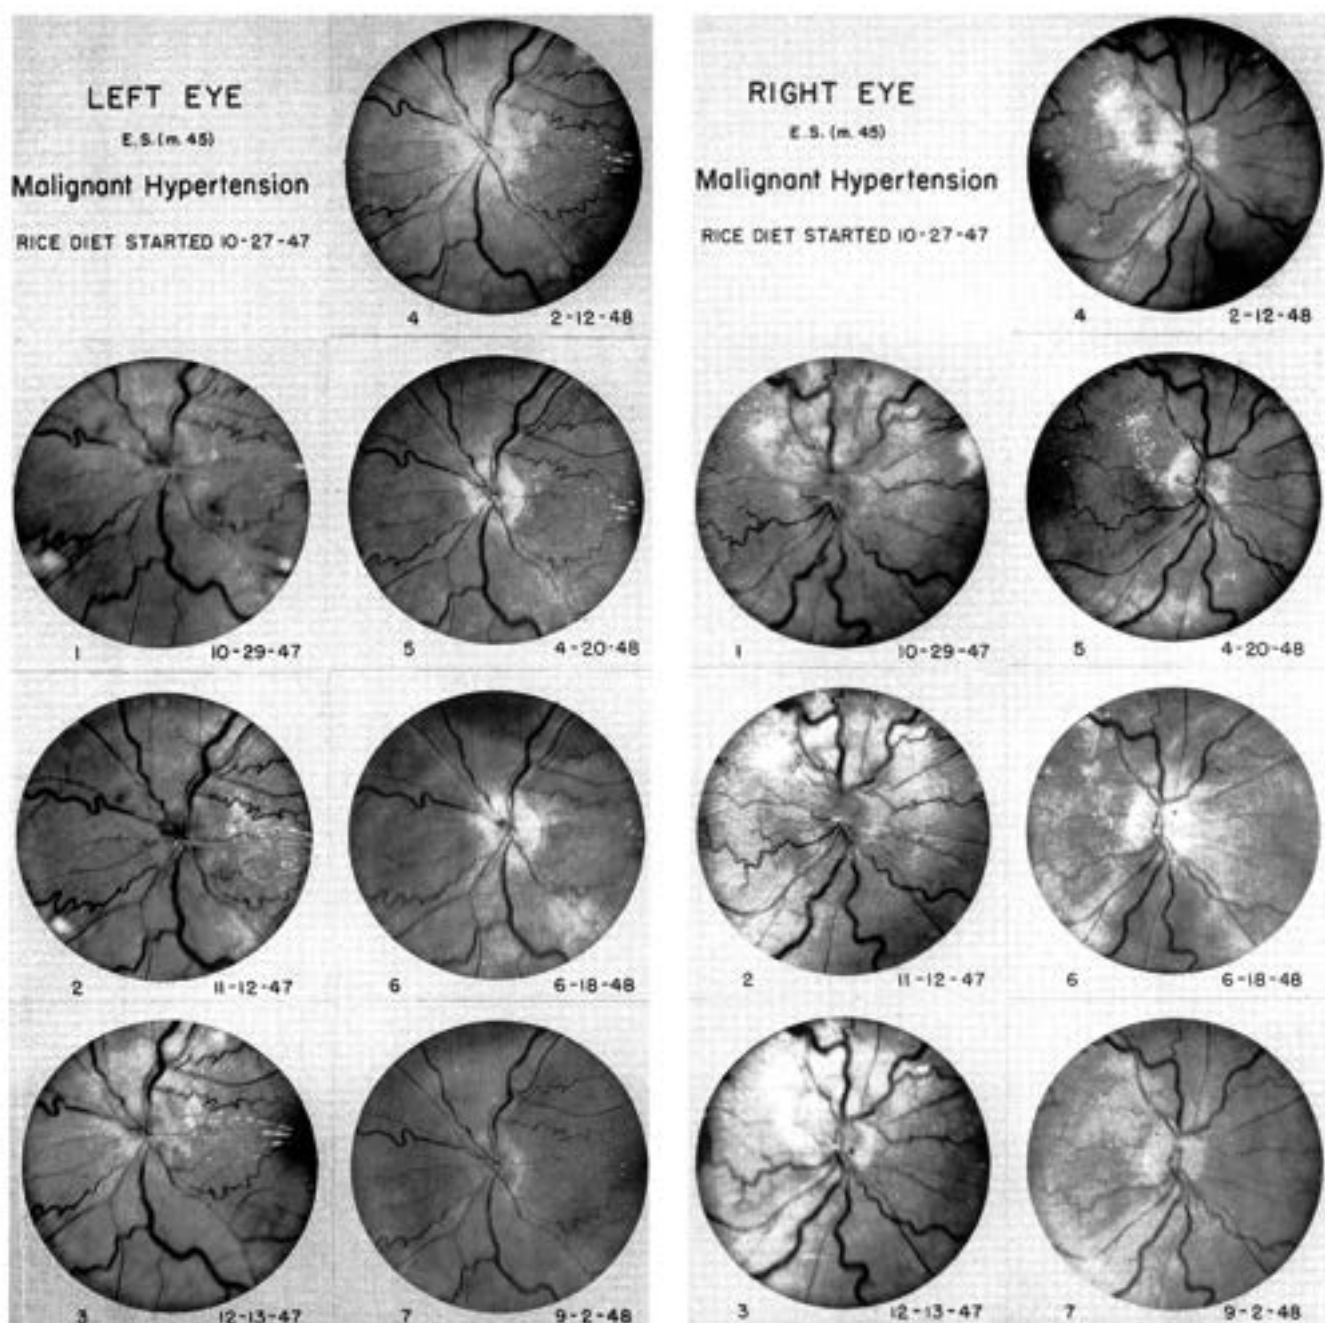 LEFT EYE
E.S. (m. 45)
Malignant Hypertension
RICE DIET STARTED 10-27-47
4 2-12-48
1 10-29-47
5 4-20-48
2 11-12-47
6 6-18-48
3 12-13-47
7 9-2-48
RIGHT EYE
E.S. (m. 45)
Malignant Hypertension
RICE DIET STARTED 10-27-47
4 2-12-48
1 10-29-47
5 4-20-48
2 11-12-47
6 6-18-48
3 12-13-47
7 9-2-48